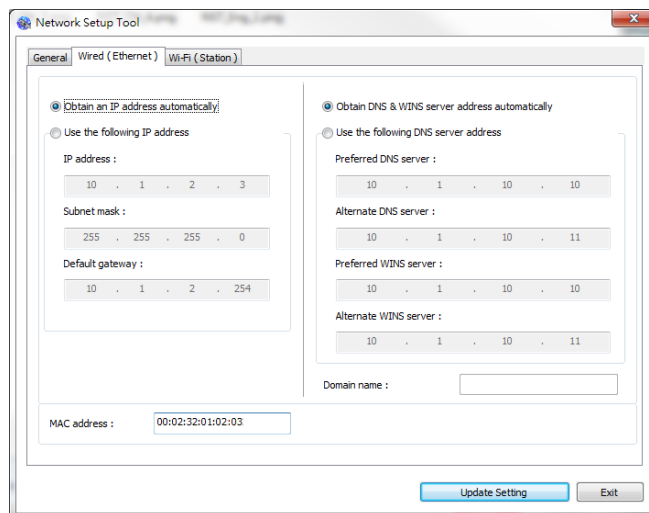 Network Setup Tool
General
Wired ( Ethernet )
Wi-Fi ( Station )
Obtain an IP address automatically
Use the following IP address
IP address :
10 . 1 . 2 . 3
Subnet mask :
255 . 255 . 255 . 0
Default gateway :
10 . 1 . 2 . 254
Obtain DNS & WINS server address automatically
Use the following DNS server address
Preferred DNS server :
10 . 1 . 10 . 10
Alternate DNS server :
10 . 1 . 10 . 11
Preferred WINS server :
10 . 1 . 10 . 10
Alternate WINS server :
10 . 1 . 10 . 11
Domain name :
MAC address :
00:02:32:01:02:03
Update Setting
Exit